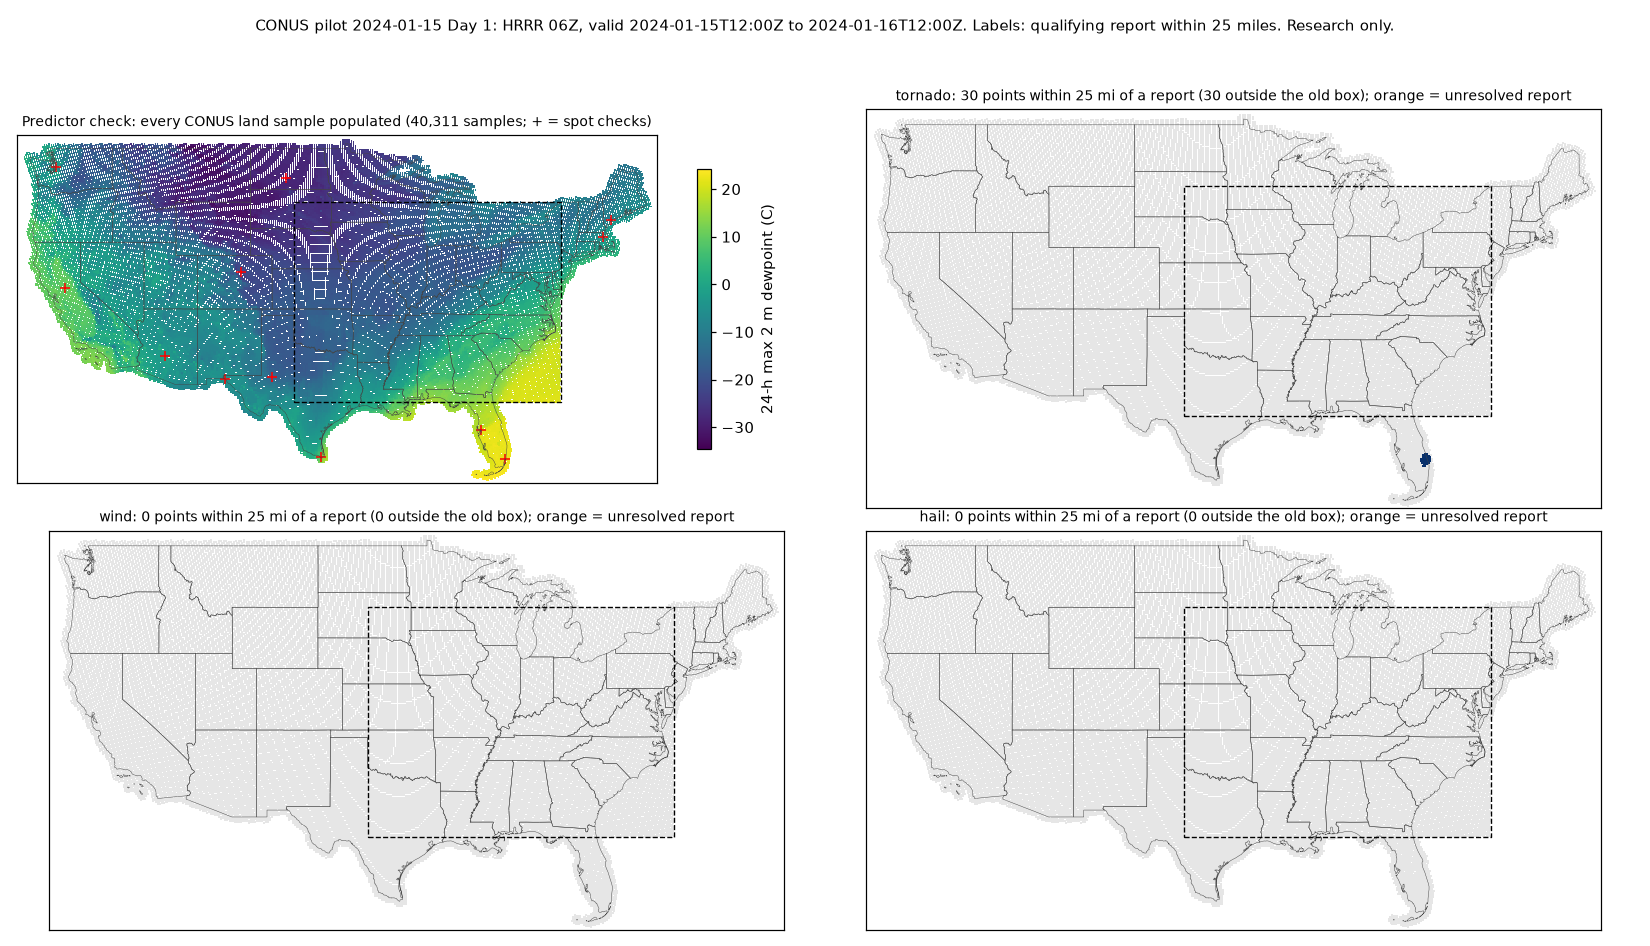 CONUS pilot 2024-01-15 Day 1: HRRR 06Z, valid 2024-01-15T12:00Z to 2024-01-16T12:00Z. Labels: qualifying report within 25 miles. Research only.
Predictor check: every CONUS land sample populated (40,311 samples; + = spot checks)
20
10
0
−10
−20
−30
24-h max 2 m dewpoint (C)
tornado: 30 points within 25 mi of a report (30 outside the old box); orange = unresolved report
wind: 0 points within 25 mi of a report (0 outside the old box); orange = unresolved report
hail: 0 points within 25 mi of a report (0 outside the old box); orange = unresolved report